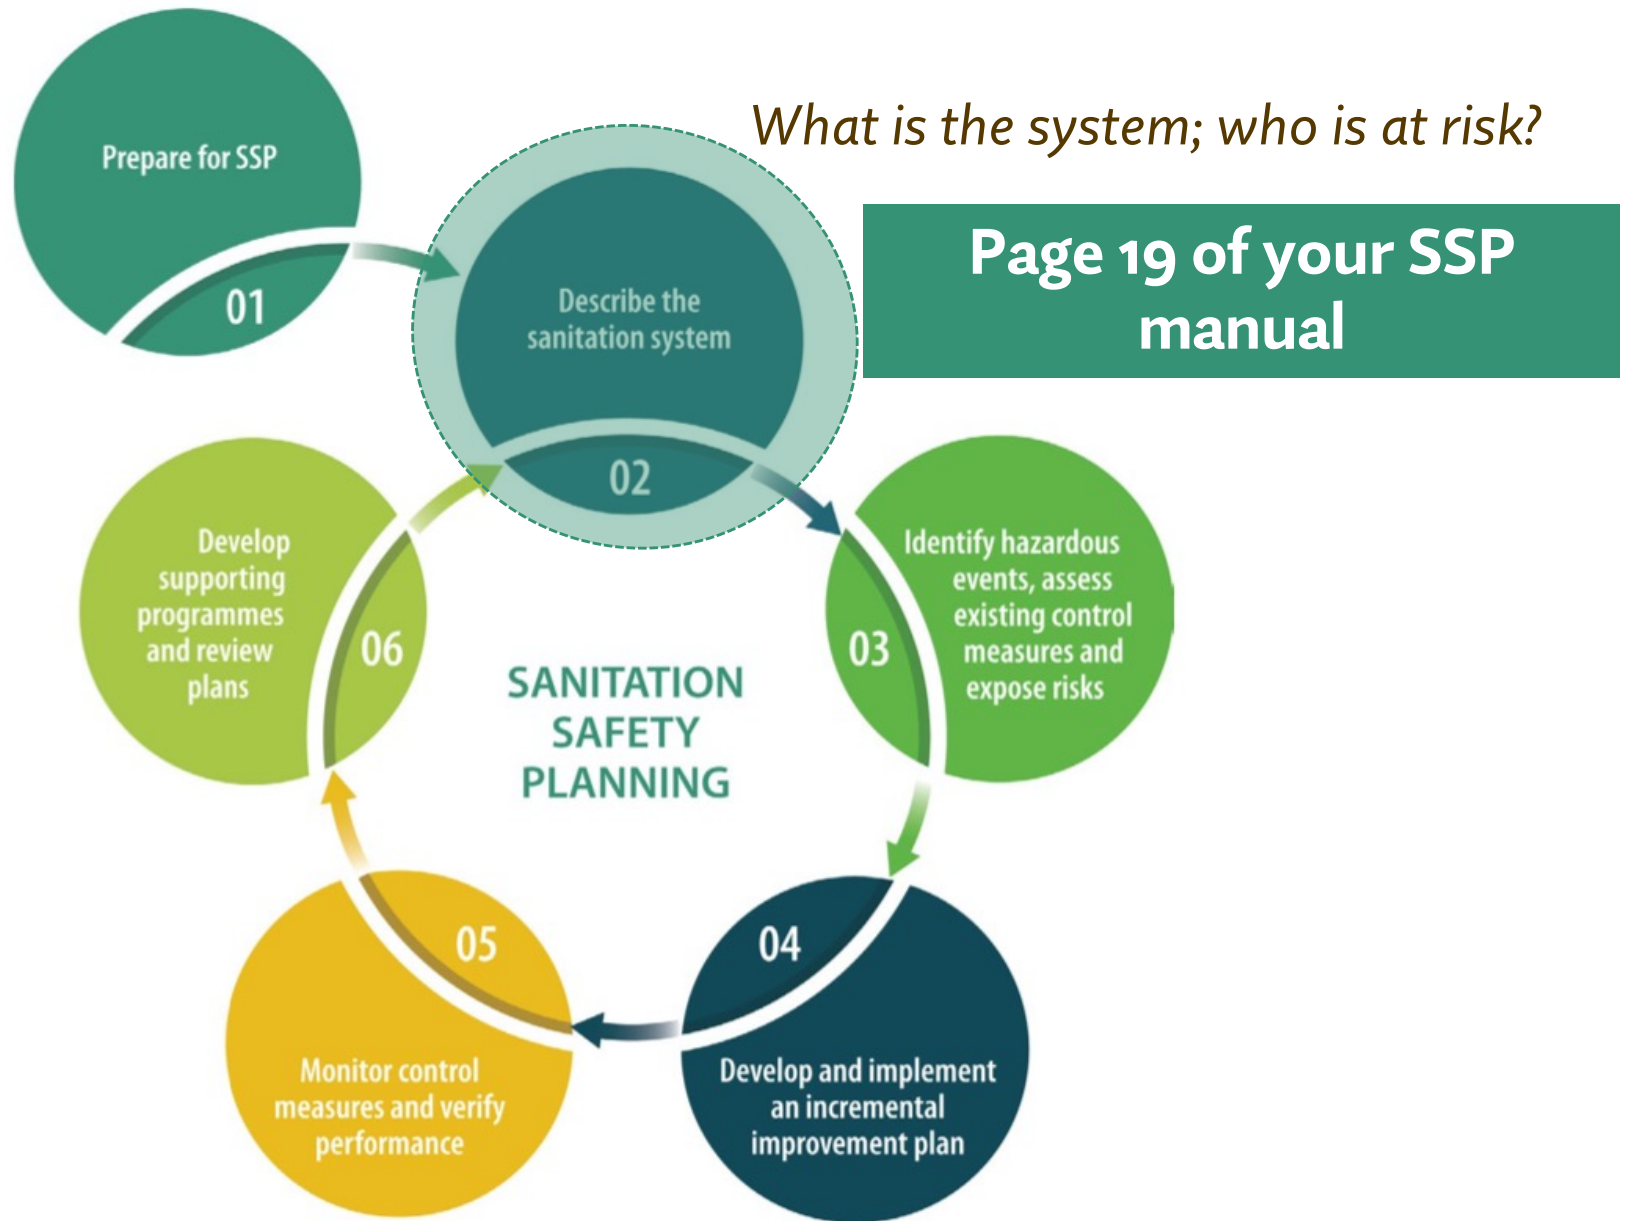 What is the system; who is at risk?
Page 19 of your SSP
manual
Prepare for SSP
01
Describe the
sanitation system
02
Identify hazardous
events, assess
existing control
measures and
expose risks
03
04
Develop and implement
an incremental
improvement plan
05
Monitor control
measures and verify
performance
Develop
supporting
programmes
and review
plans
06
SANITATION
SAFETY
PLANNING